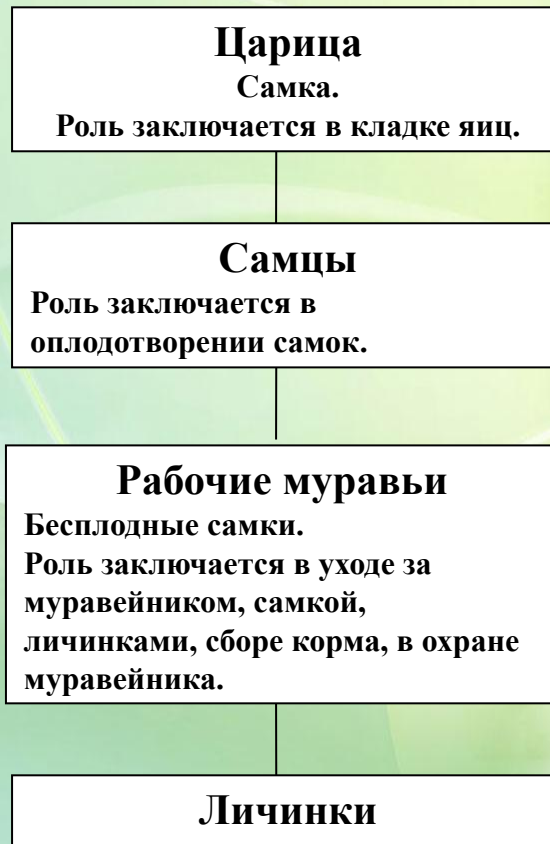 Царица
Самка.
Роль заключается в кладке яиц.
Самцы
Роль заключается в
оплодотворении самок.
Рабочие муравьи
Бесплодные самки.
Роль заключается в уходе за
муравейником, самкой,
личинками, сборе корма, в охране
муравейника.
Личинки